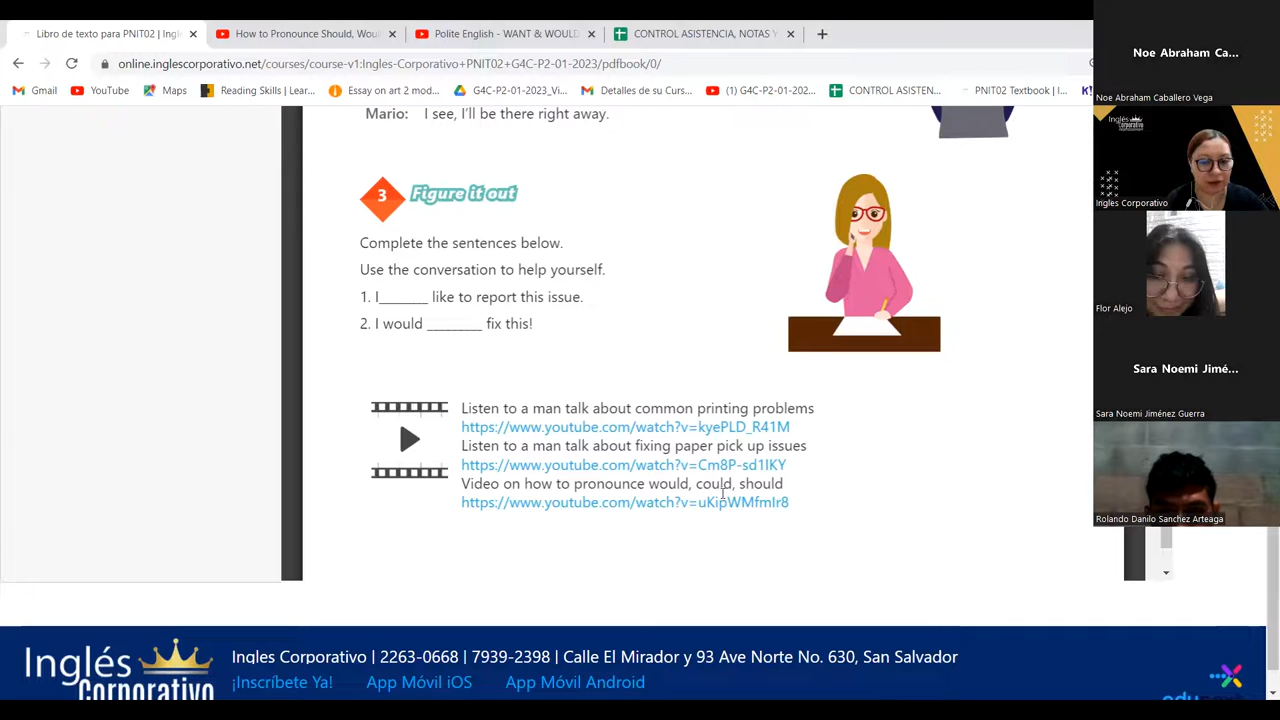 Libro de texto para PNIT02 | Ingl
How to Pronounce Should, Wou
Polite English - WANT & WOULD
CONTROL ASISTENCIA, NOTAS Y
online.inglescorporativo.net/courses/course-v1:Ingles-Corporativo+PNIT02+G4C-P2-01-2023/pdfbook/0/
Gmail
YouTube
Maps
Reading Skills | Lear...
Essay on art 2 mod...
G4C-P2-01-2023_Vi...
Detalles de su Curs...
(1) G4C-P2-01-202...
CONTROL ASISTEN...
PNIT02 Textbook | I...
Mario: I see, I'll be there right away.
3 Figure it out
Complete the sentences below.
Use the conversation to help yourself.
1. I_______ like to report this issue.
2. I would ________ fix this!
Listen to a man talk about common printing problems
https://www.youtube.com/watch?v=kyePLD_R41M
Listen to a man talk about fixing paper pick up issues
https://www.youtube.com/watch?v=Cm8P-sd1IKY
Video on how to pronounce would, could, should
https://www.youtube.com/watch?v=uKipWMfmIr8
Noe Abraham Ca...
Noe Abraham Caballero Vega
Inglés
Corporativo
Ingles Corporativo
Flor Alejo
Sara Noemi Jimé...
Sara Noemi Jiménez Guerra
Rolando Danilo Sanchez Arteaga
Inglés
Corporativo
Ingles Corporativo | 2263-0668 | 7939-2398 | Calle El Mirador y 93 Ave Norte No. 630, San Salvador
¡Inscríbete Ya!
App Móvil iOS
App Móvil Android